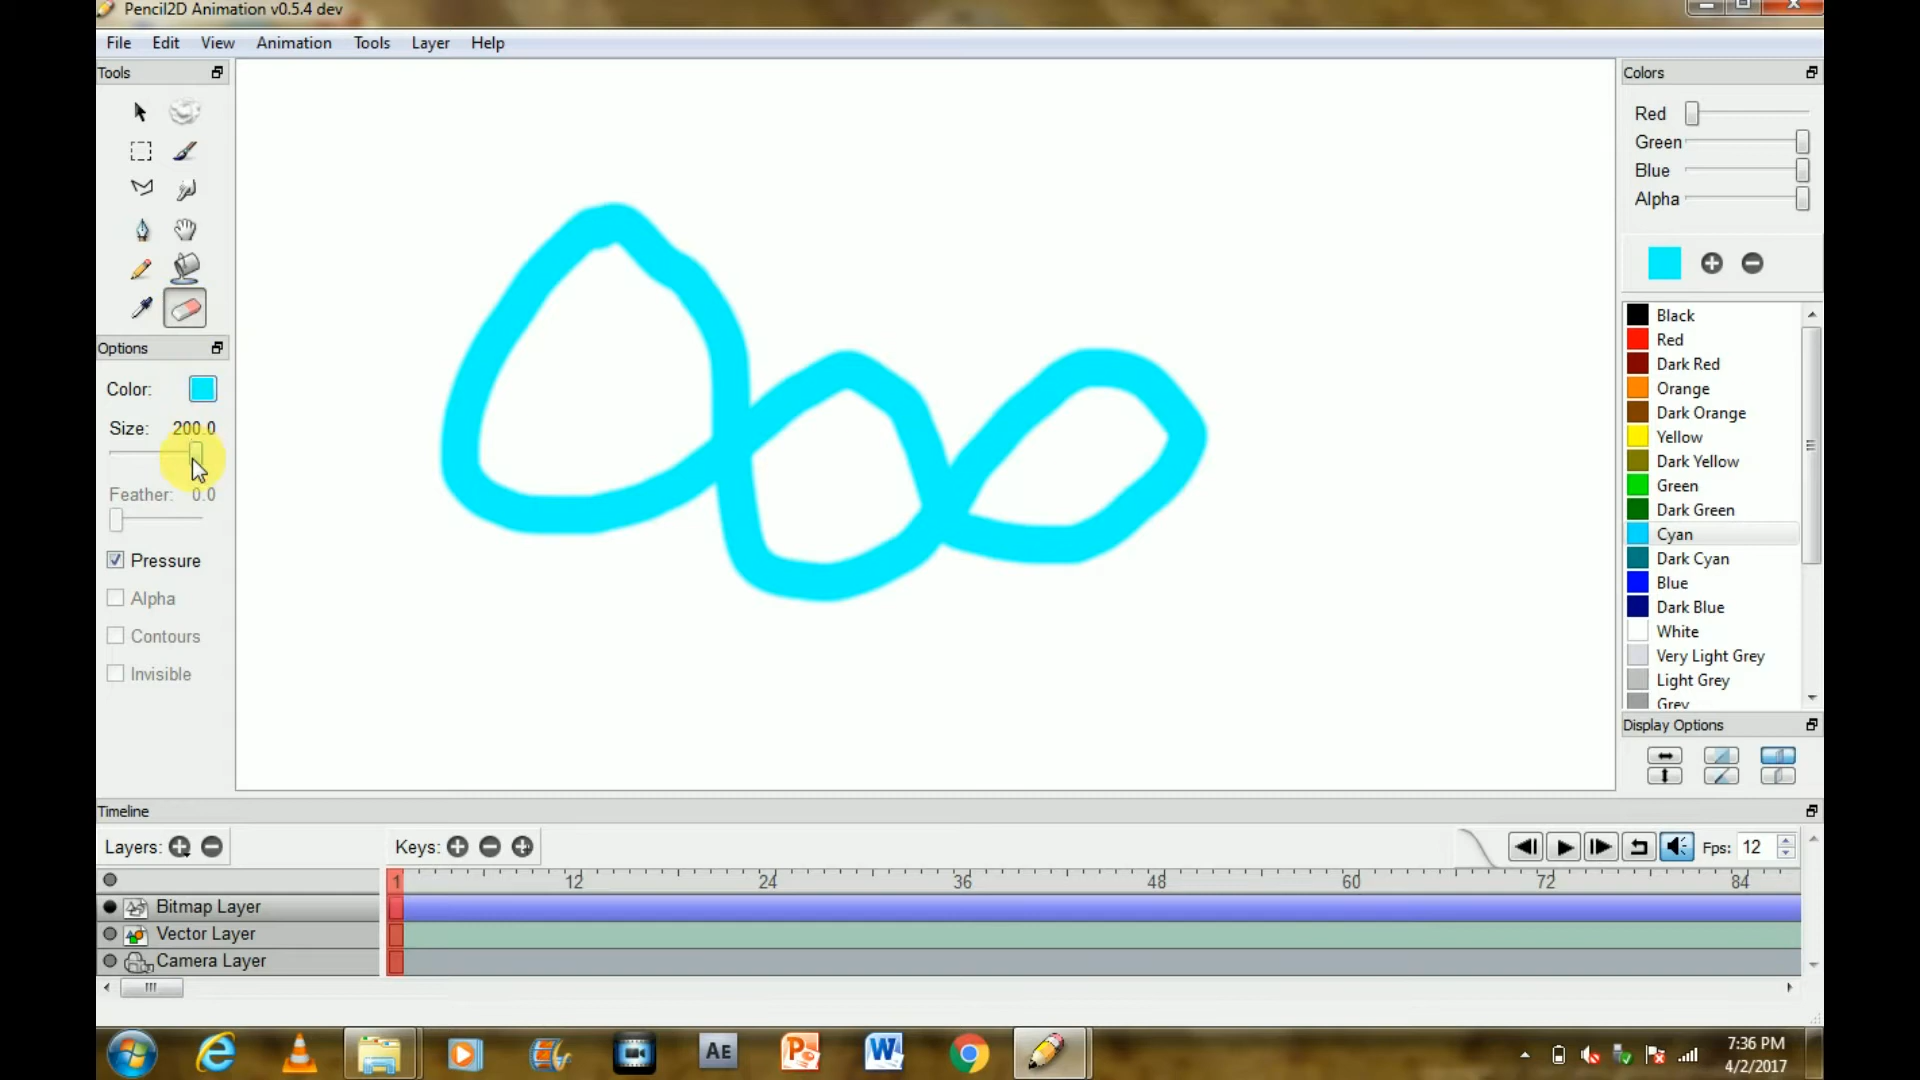 Pencil2D Animation v0.5.4 dev
File Edit View Animation Tools Layer Help
Tools
Options
Color:
Size: 200.0
Feather: 0.0
Pressure
Alpha
Contours
Invisible
Colors
Red
Green
Blue
Alpha
Black
Red
Dark Red
Orange
Dark Orange
Yellow
Dark Yellow
Green
Dark Green
Cyan
Dark Cyan
Blue
Dark Blue
White
Very Light Grey
Light Grey
Grey
Display Options
Timeline
Layers: Keys: Fps: 12
1 12 24 36 48 60 72 84
Bitmap Layer
Vector Layer
Camera Layer
AE P W
7:36 PM
4/2/2017